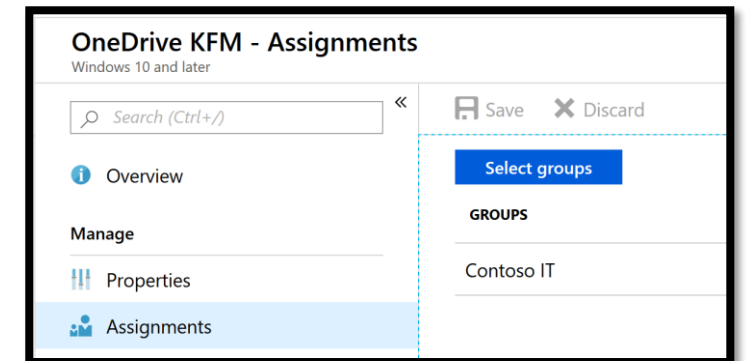 OneDrive KFM - Assignments
Windows 10 and later
Search (Ctrl+/)
«
Overview
Manage
Properties
Assignments
Save
Discard
Select groups
GROUPS
Contoso IT